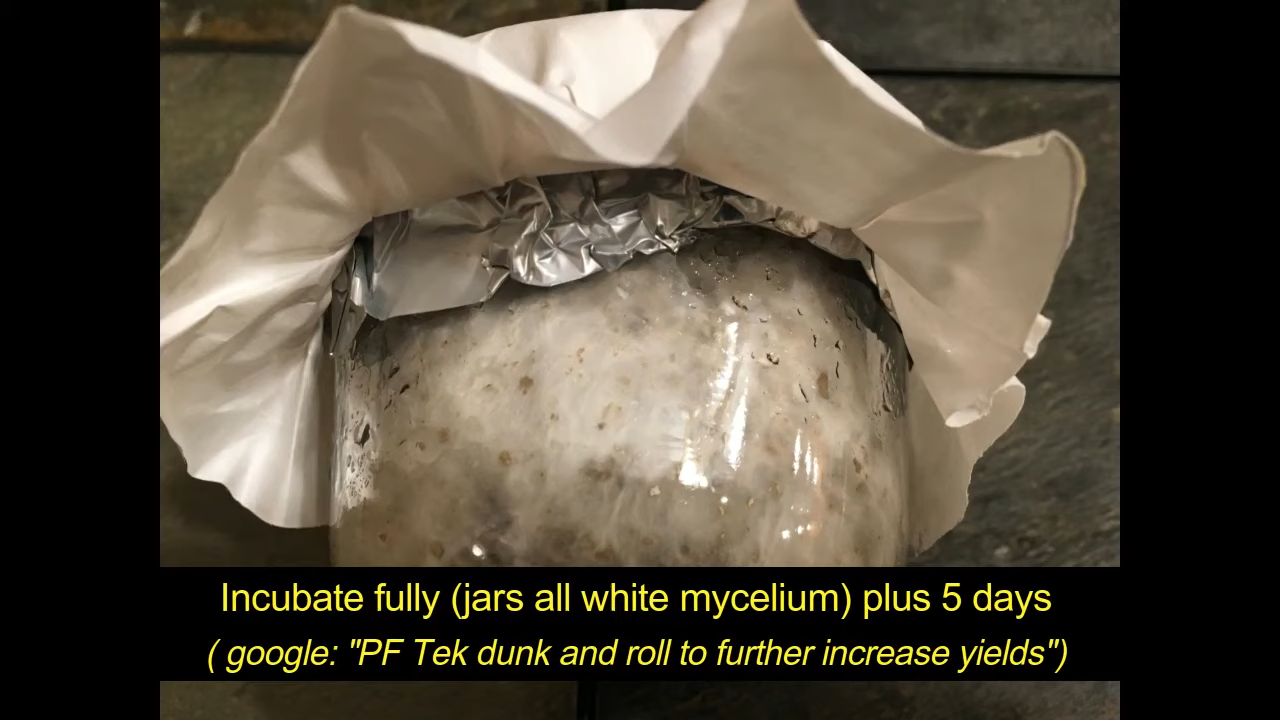 Incubate fully (jars all white mycelium) plus 5 days
( google: "PF Tek dunk and roll to further increase yields")